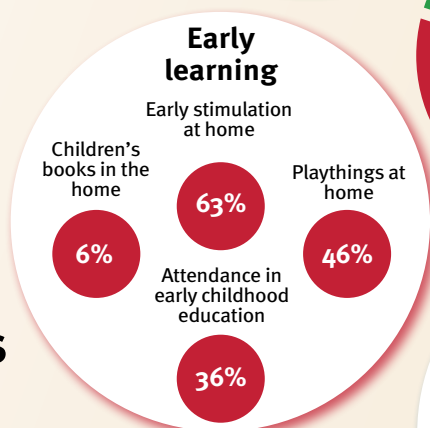 Early
learning
Early stimulation
at home
63%
Children's
books in the
home
6%
Playthings at
home
46%
Attendance in
early childhood
education
36%
s